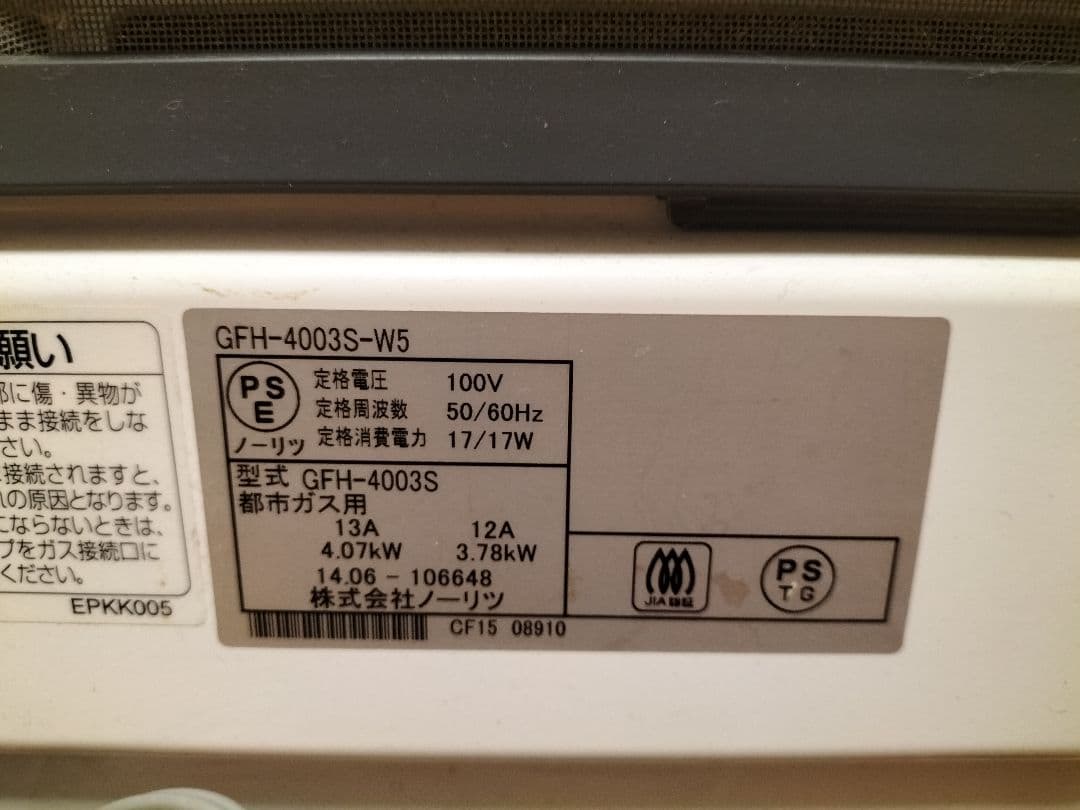 願い
部に傷・異物が
まま接続をしな
さい。
接続されますと、
れの原因となります。
にならないときは、
プをガス接続口に
ください。
EPKK005
GFH-4003S-W5
PS
E
ノーリツ
定格電圧 100V
定格周波数 50/60Hz
定格消費電力 17/17W
型式 GFH-4003S
都市ガス用
13A 12A
4.07kW 3.78kW
14.06 - 106648
株式会社ノーリツ
CF15 08910
JIA 認証
PS
TG